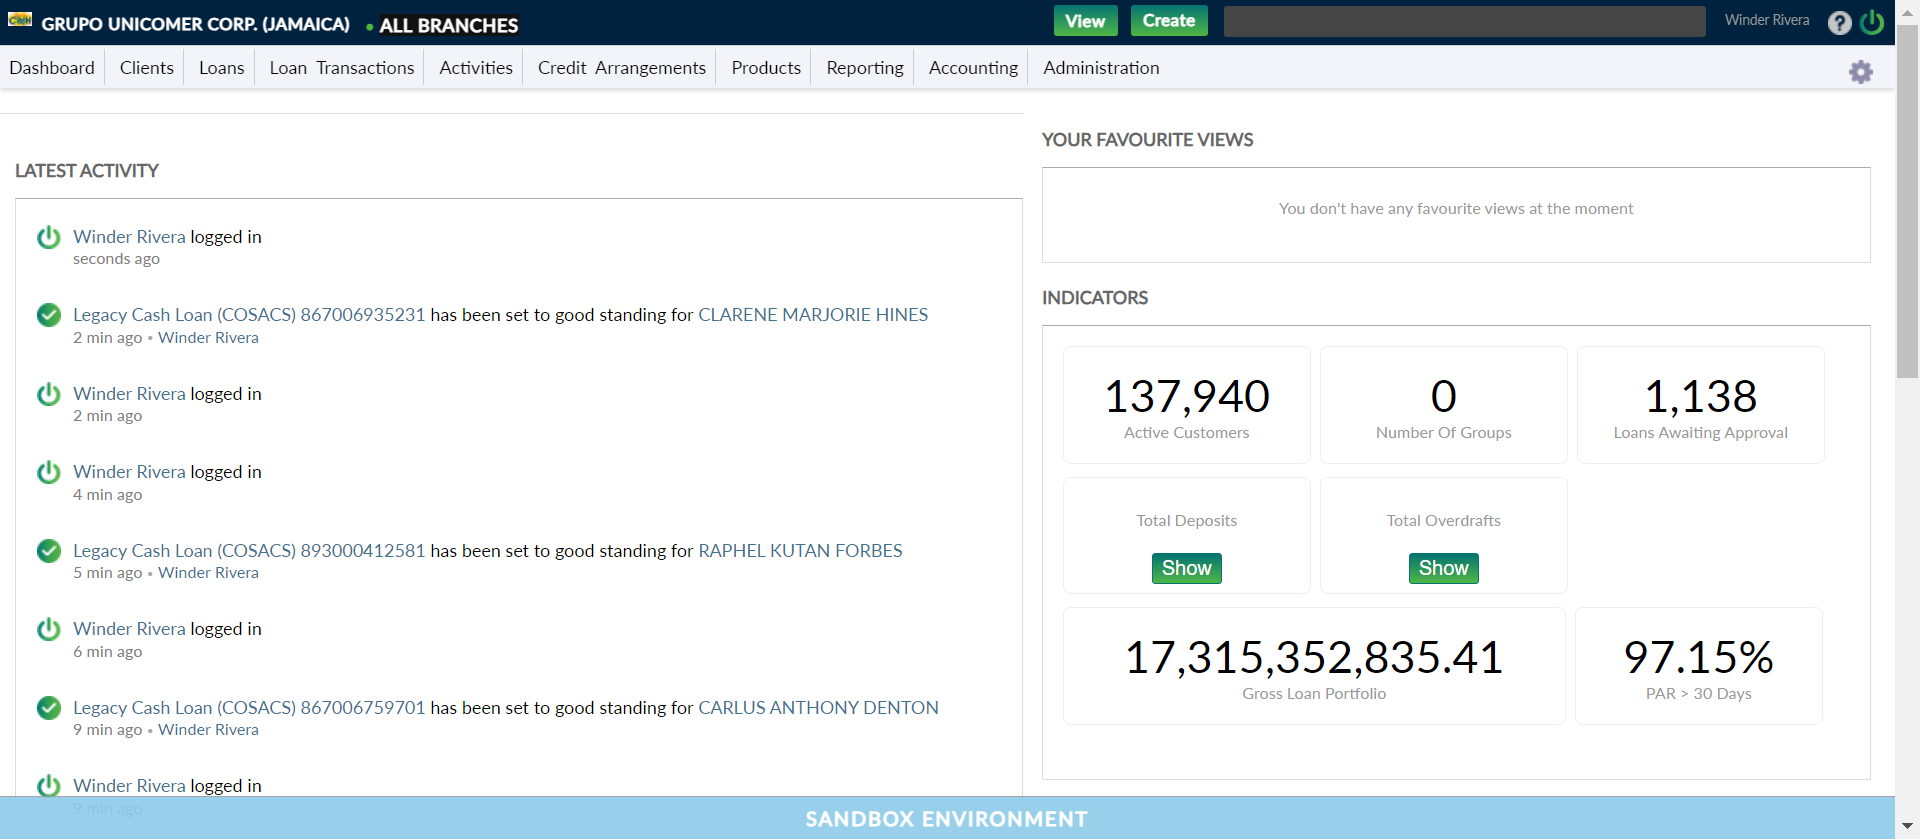 Cash GRUPO UNICOMER CORP. (JAMAICA) • ALL BRANCHES View Create Winder Rivera ?
Dashboard Clients Loans Loan Transactions Activities Credit Arrangements Products Reporting Accounting Administration
LATEST ACTIVITY
Winder Rivera logged in
seconds ago
Legacy Cash Loan (COSACS) 867006935231 has been set to good standing for CLARENE MARJORIE HINES
2 min ago • Winder Rivera
Winder Rivera logged in
2 min ago
Winder Rivera logged in
4 min ago
Legacy Cash Loan (COSACS) 893000412581 has been set to good standing for RAPHEL KUTAN FORBES
5 min ago • Winder Rivera
Winder Rivera logged in
6 min ago
Legacy Cash Loan (COSACS) 867006759701 has been set to good standing for CARLUS ANTHONY DENTON
9 min ago • Winder Rivera
Winder Rivera logged in
9 min ago
YOUR FAVOURITE VIEWS
You don't have any favourite views at the moment
INDICATORS
137,940
Active Customers
0
Number Of Groups
1,138
Loans Awaiting Approval
Total Deposits
Show
Total Overdrafts
Show
17,315,352,835.41
Gross Loan Portfolio
97.15%
PAR > 30 Days
SANDBOX ENVIRONMENT